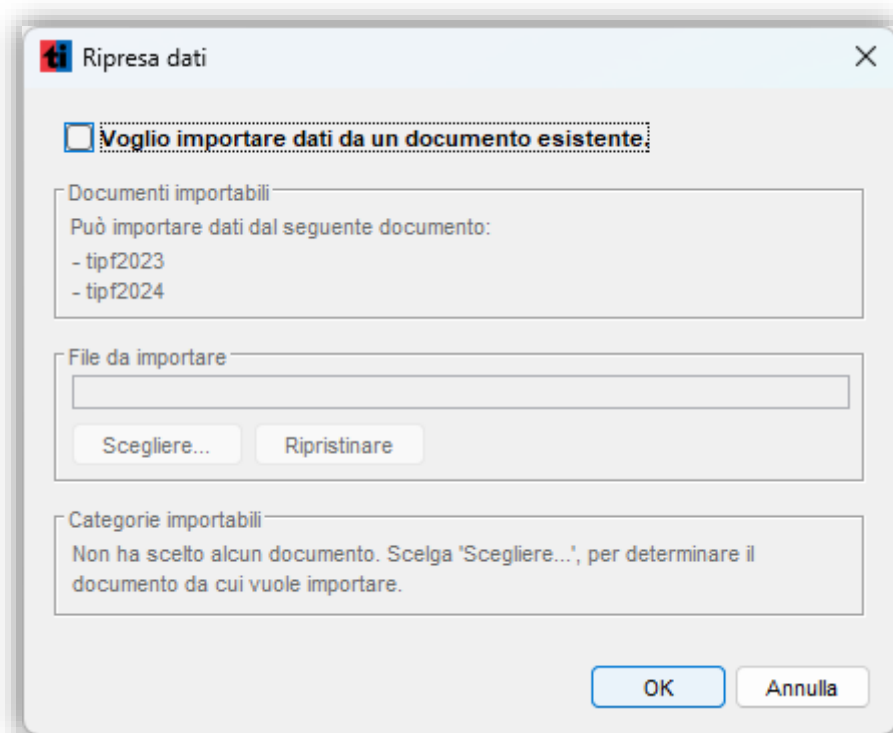 ti Ripresa dati
Voglio importare dati da un documento esistente.
Documenti importabili
Può importare dati dal seguente documento:
- tipf2023
- tipf2024
File da importare
Scegliere... Ripristinare
Categorie importabili
Non ha scelto alcun documento. Scelga 'Scegliere...', per determinare il
documento da cui vuole importare.
OK Annulla